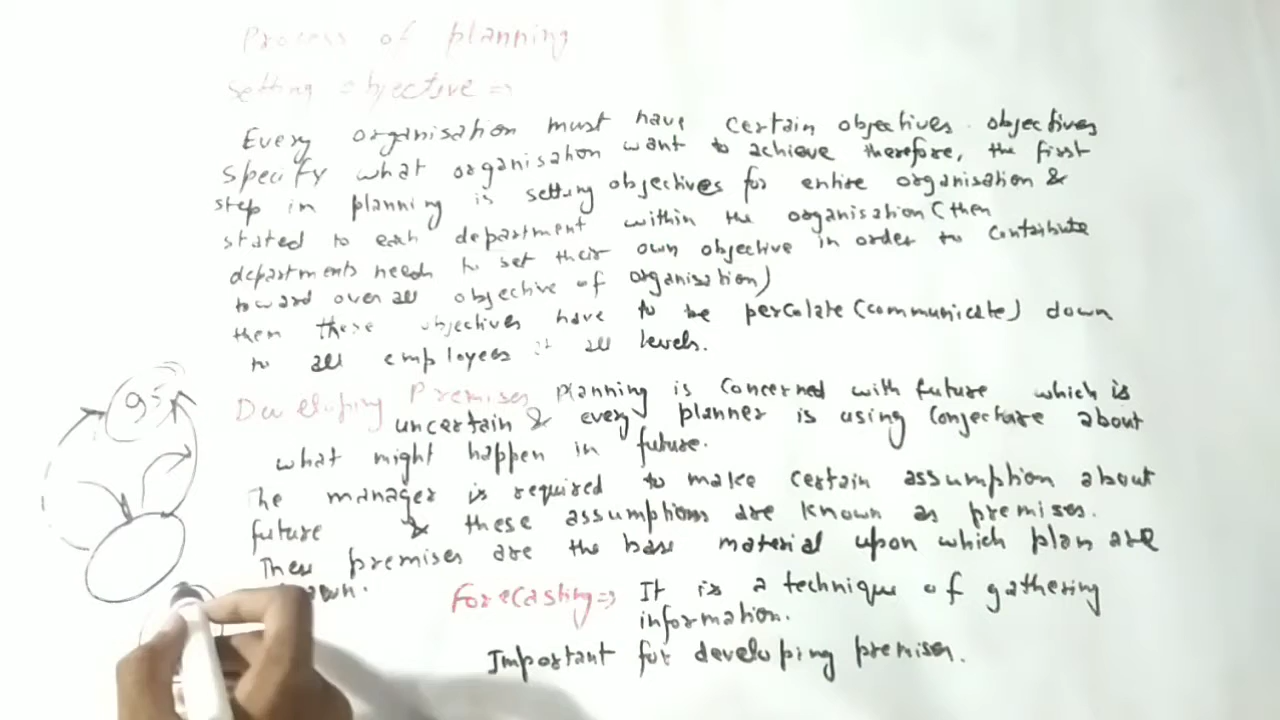 Process of planning
Setting objective ⇒
Every organisation must have certain objectives. objectives
specify what organisation want to achieve therefore, the first
step in planning is setting objectives for entire organisation &
stated to each department within the organisation (then
departments needs to set their own objective in order to contribute
toward over all objective of organisation)
them these objectives have to be percolate (communicate) down
to all employees at all levels.
Developing Premises planning is concerned with future which is
uncertain & every planner is using Conjecture about
what might happen in future.
The manager is required to make certain assumption about
future & these assumptions are known as premises.
These premises are the base material upon which plan are
Forecasting ⇒ It is a technique of gathering
information.
Important for developing premises.